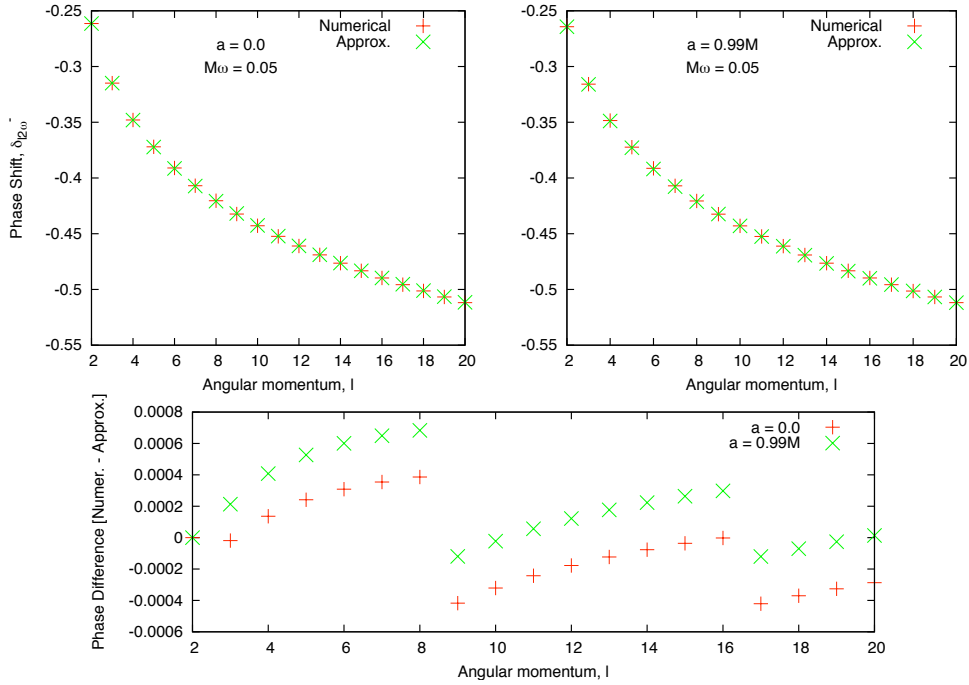 -0.25
-0.3
-0.35
-0.4
-0.45
-0.5
-0.55
2 4 6 8 10 12 14 16 18 20
Phase Shift, δl2ω-
Angular momentum, l
a = 0.0
Mω = 0.05
Numerical
Approx.
-0.25
-0.3
-0.35
-0.4
-0.45
-0.5
-0.55
2 4 6 8 10 12 14 16 18 20
Angular momentum, l
a = 0.99M
Mω = 0.05
Numerical
Approx.
0.0008
0.0006
0.0004
0.0002
0
-0.0002
-0.0004
-0.0006
2 4 6 8 10 12 14 16 18 20
Phase Difference [Numer. - Approx.]
Angular momentum, l
a = 0.0
a = 0.99M